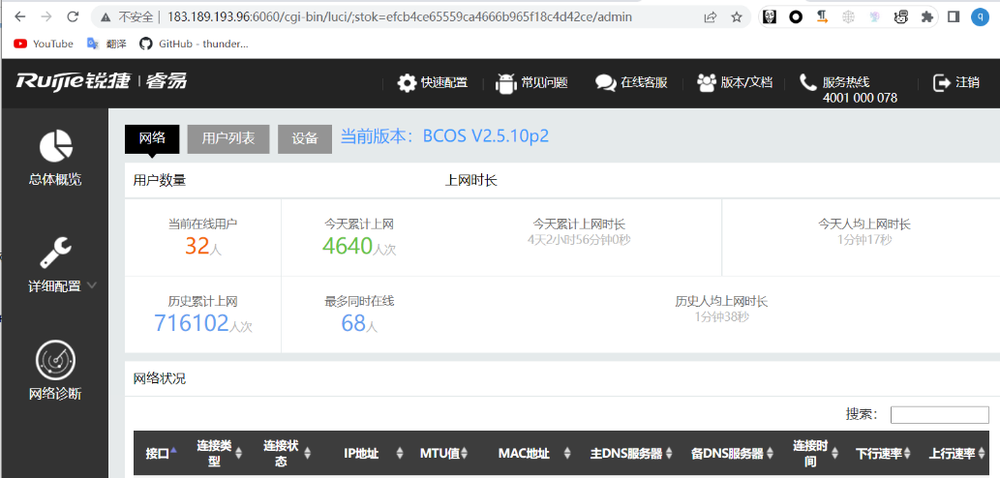 不安全 | 183.189.193.96:6060/cgi-bin/luci/;stok=efcb4ce65559ca4666b965f18c4d42ce/admin
q
YouTube 翻译 GitHub - thunder...
Ruijie锐捷 | 睿易
快速配置 常见问题 在线客服 版本/文档 服务热线 注销
4001 000 078
网络 用户列表 设备 当前版本: BCOS V2.5.10p2
总体概览
详细配置
网络诊断
用户数量 上网时长
当前在线用户 今天累计上网 今天累计上网时长 今天人均上网时长
32人 4640人次 4天2小时56分钟0秒 1分钟17秒
历史累计上网 最多同时在线 历史人均上网时长
716102人次 68人 1分钟38秒
网络状况
搜索:
接口 连接类型 连接状态 IP地址 MTU值 MAC地址 主DNS服务器 备DNS服务器 连接时间 下行速率 上行速率